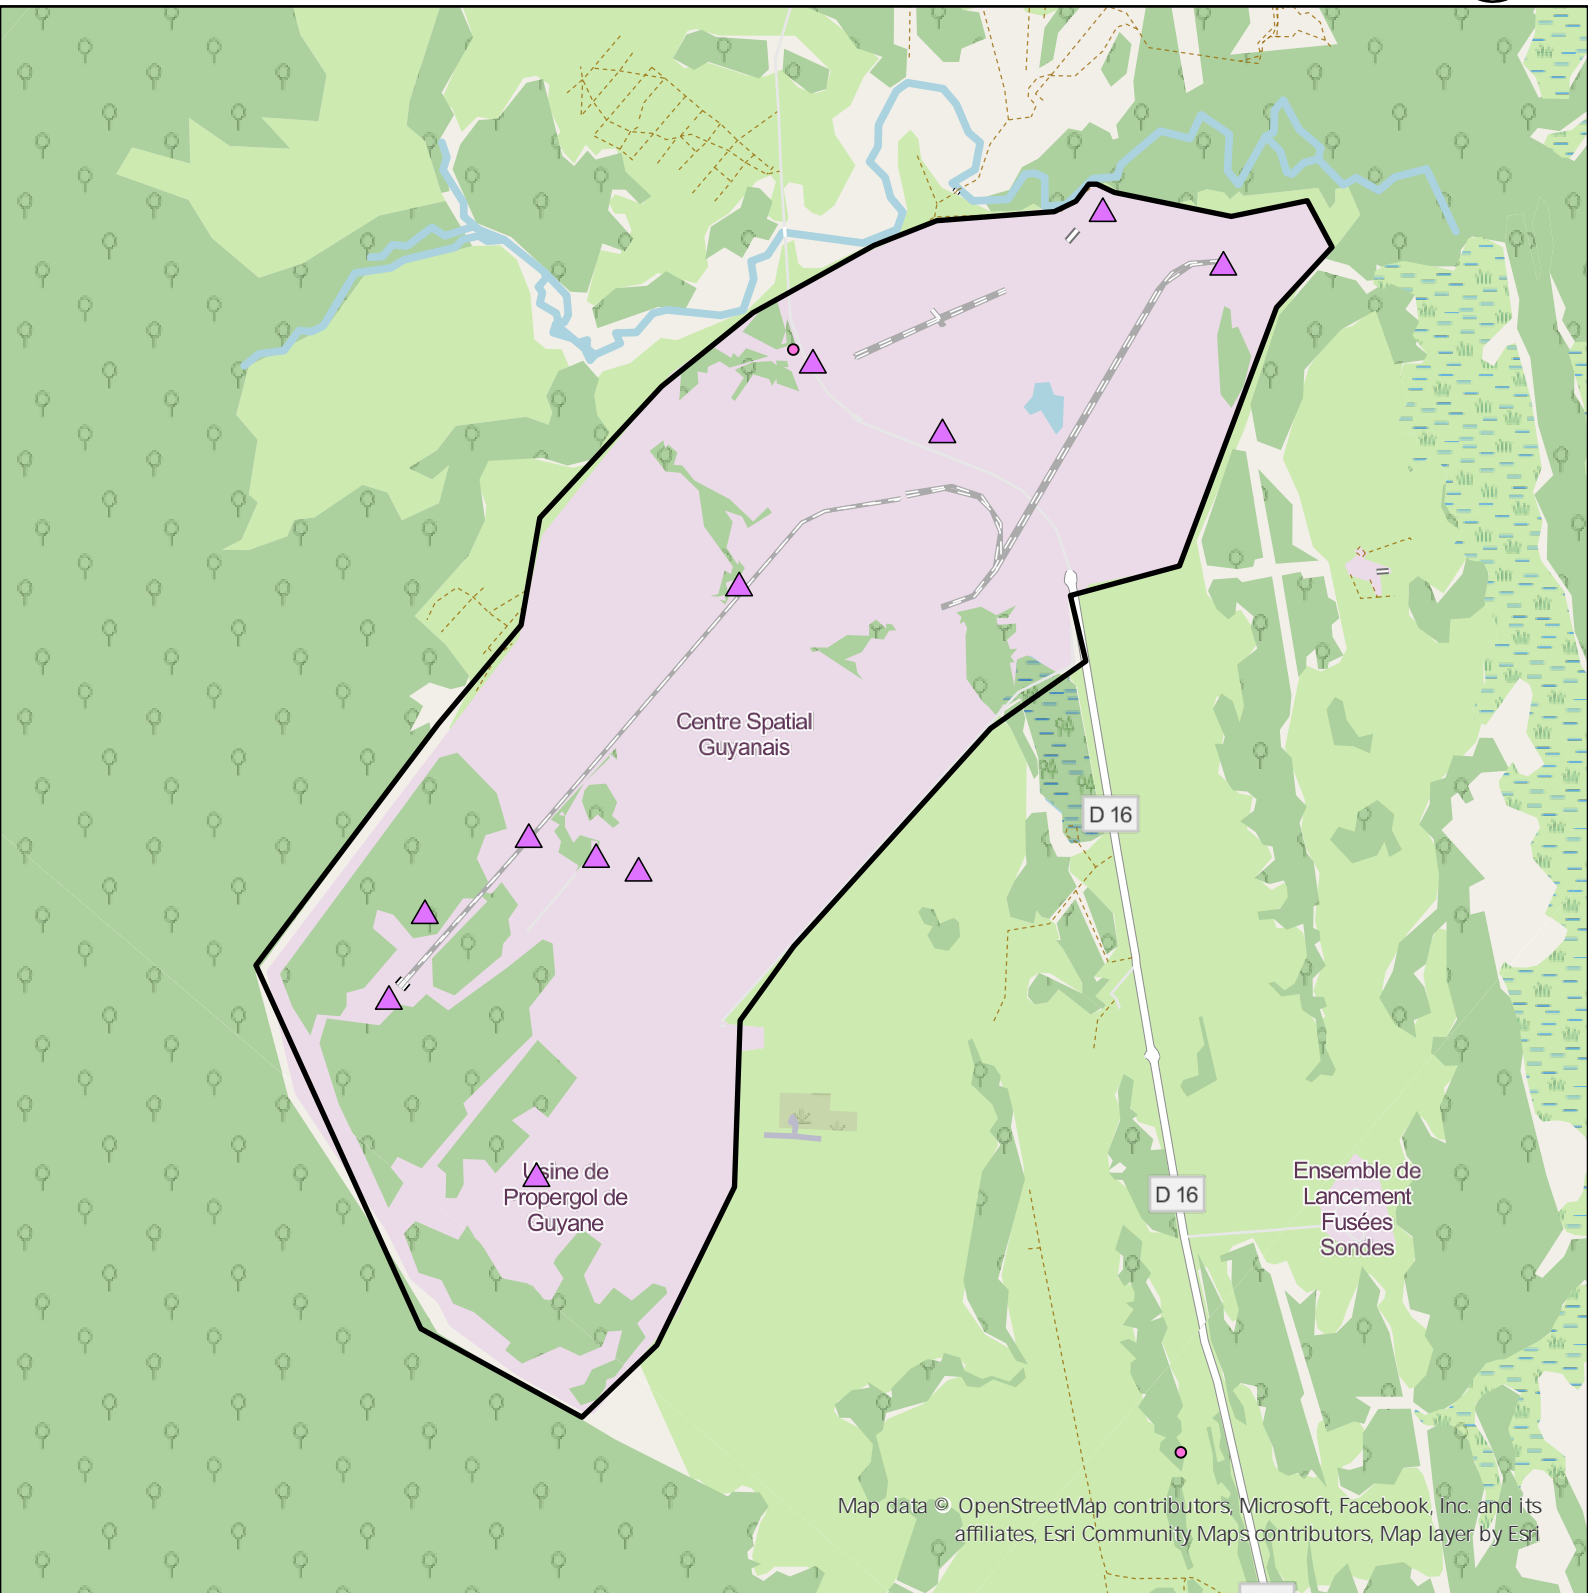 Centre Spatial
Guyanais
D 16
Usine de
Propergol de
Guyane
D 16
Ensemble de
Lancement
Fusées
Sondes
Map data © OpenStreetMap contributors, Microsoft, Facebook, Inc. and its
affiliates, Esri Community Maps contributors, Map layer by Esri